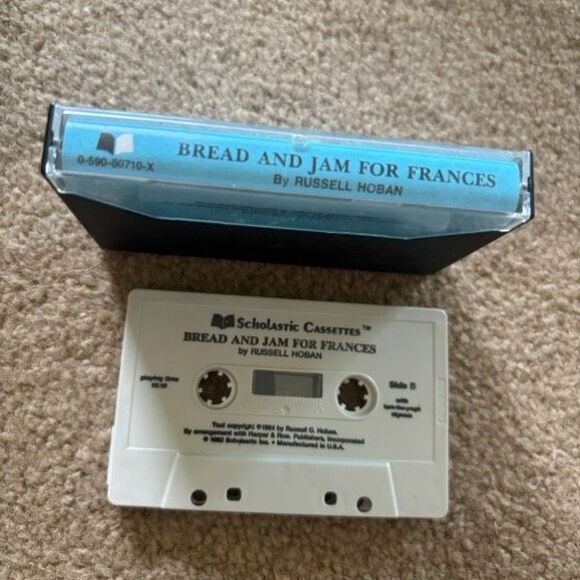 0-590-60710-X
BREAD AND JAM FOR FRANCES
By RUSSELL HOBAN
Scholastic Cassettes™
BREAD AND JAM FOR FRANCES
by RUSSELL HOBAN
playing time
Side B
with
turn-the-page
signals
Text copyright ©1964 by Russell C. Hoban.
By arrangement with Harper & Row, Publishers, Incorporated
Scholastic Inc. • Manufactured in U.S.A.